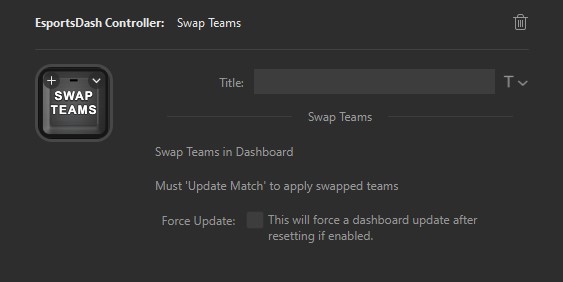 EsportsDash Controller: Swap Teams
SWAP
TEAMS
Title:
T
Swap Teams
Swap Teams in Dashboard
Must 'Update Match' to apply swapped teams
Force Update: This will force a dashboard update after
resetting if enabled.